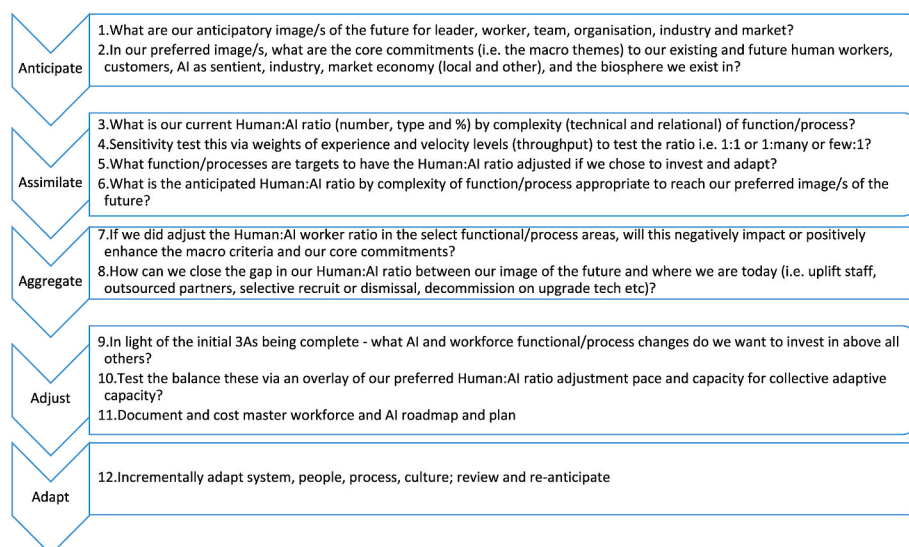 Anticipate
1.What are our anticipatory image/s of the future for leader, worker, team, organisation, industry and market?
2.In our preferred image/s, what are the core commitments (i.e. the macro themes) to our existing and future human workers,
customers, AI as sentient, industry, market economy (local and other), and the biosphere we exist in?
Assimilate
3.What is our current Human:AI ratio (number, type and %) by complexity (technical and relational) of function/process?
4.Sensitivity test this via weights of experience and velocity levels (throughput) to test the ratio i.e. 1:1 or 1:many or few:1?
5.What function/processes are targets to have the Human:AI ratio adjusted if we chose to invest and adapt?
6.What is the anticipated Human:AI ratio by complexity of function/process appropriate to reach our preferred image/s of the
future?
Aggregate
7.If we did adjust the Human:AI worker ratio in the select functional/process areas, will this negatively impact or positively
enhance the macro criteria and our core commitments?
8.How can we close the gap in our Human:AI ratio between our image of the future and where we are today (i.e. uplift staff,
outsourced partners, selective recruit or dismissal, decommission on upgrade tech etc)?
Adjust
9.In light of the initial 3As being complete - what AI and workforce functional/process changes do we want to invest in above all
others?
10.Test the balance these via an overlay of our preferred Human:AI ratio adjustment pace and capacity for collective adaptive
capacity?
11.Document and cost master workforce and AI roadmap and plan
Adapt
12.Incrementally adapt system, people, process, culture; review and re-anticipate